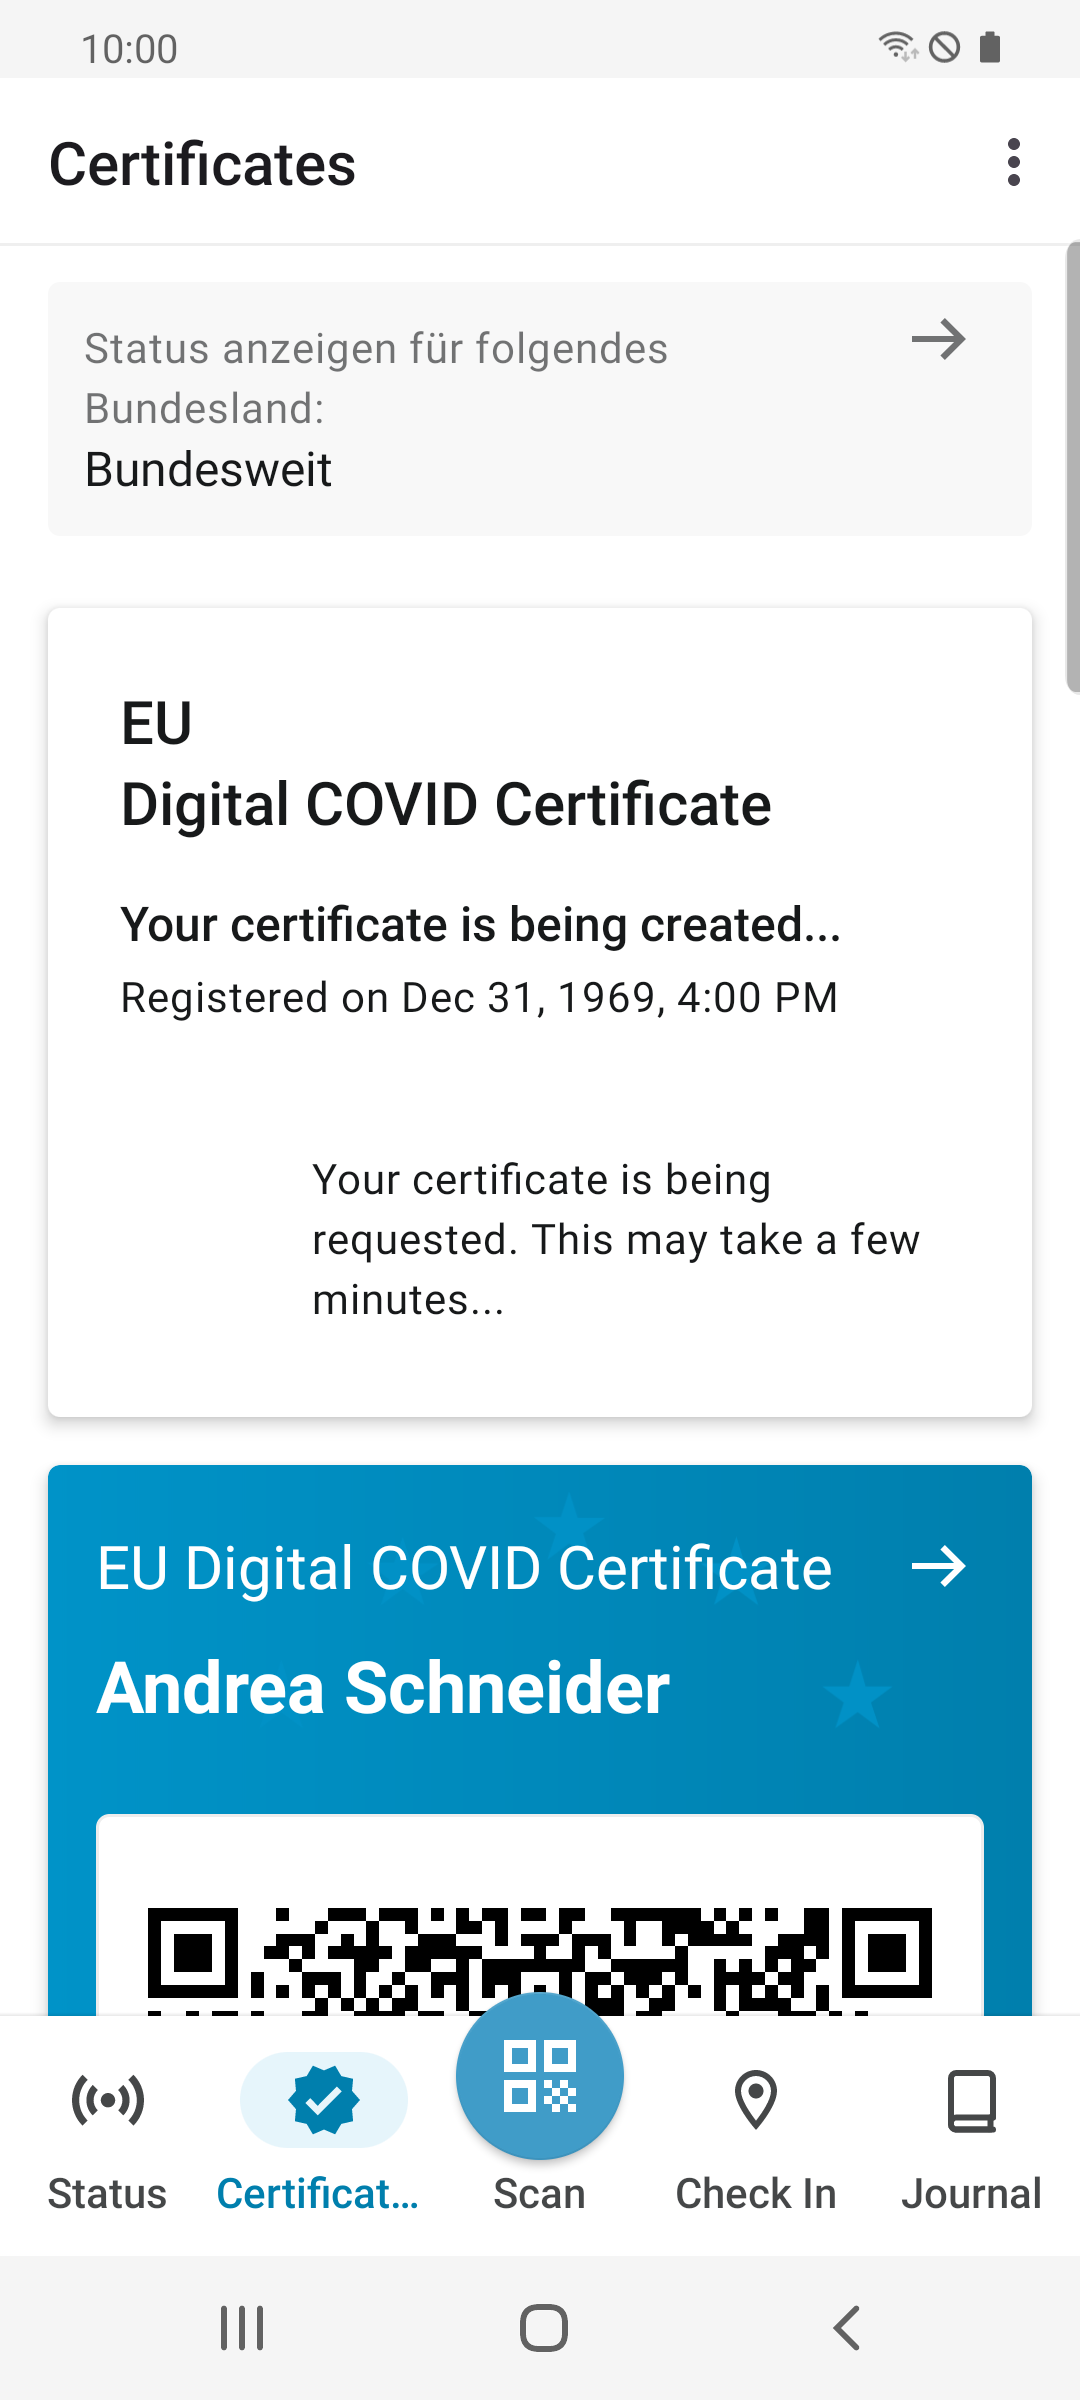 10:00
Certificates
Status anzeigen für folgendes
Bundesland:
Bundesweit
EU
Digital COVID Certificate
Your certificate is being created...
Registered on Dec 31, 1969, 4:00 PM
Your certificate is being
requested. This may take a few
minutes...
EU Digital COVID Certificate
Andrea Schneider
Status
Certificat...
Scan
Check In
Journal